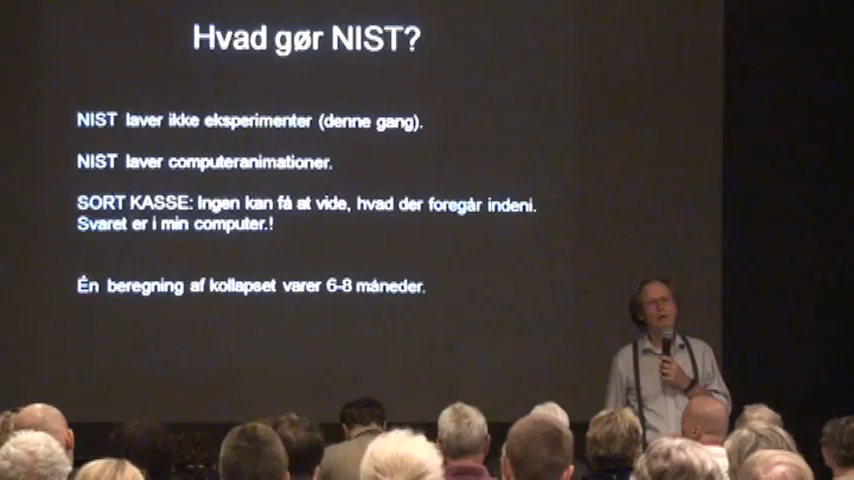 Hvad gør NIST?
NIST laver ikke eksperimenter (denne gang).
NIST laver computeranimationer.
SORT KASSE: Ingen kan få at vide, hvad der foregår indeni.
Svaret er i min computer.!
Én beregning af kollapset varer 6-8 måneder.